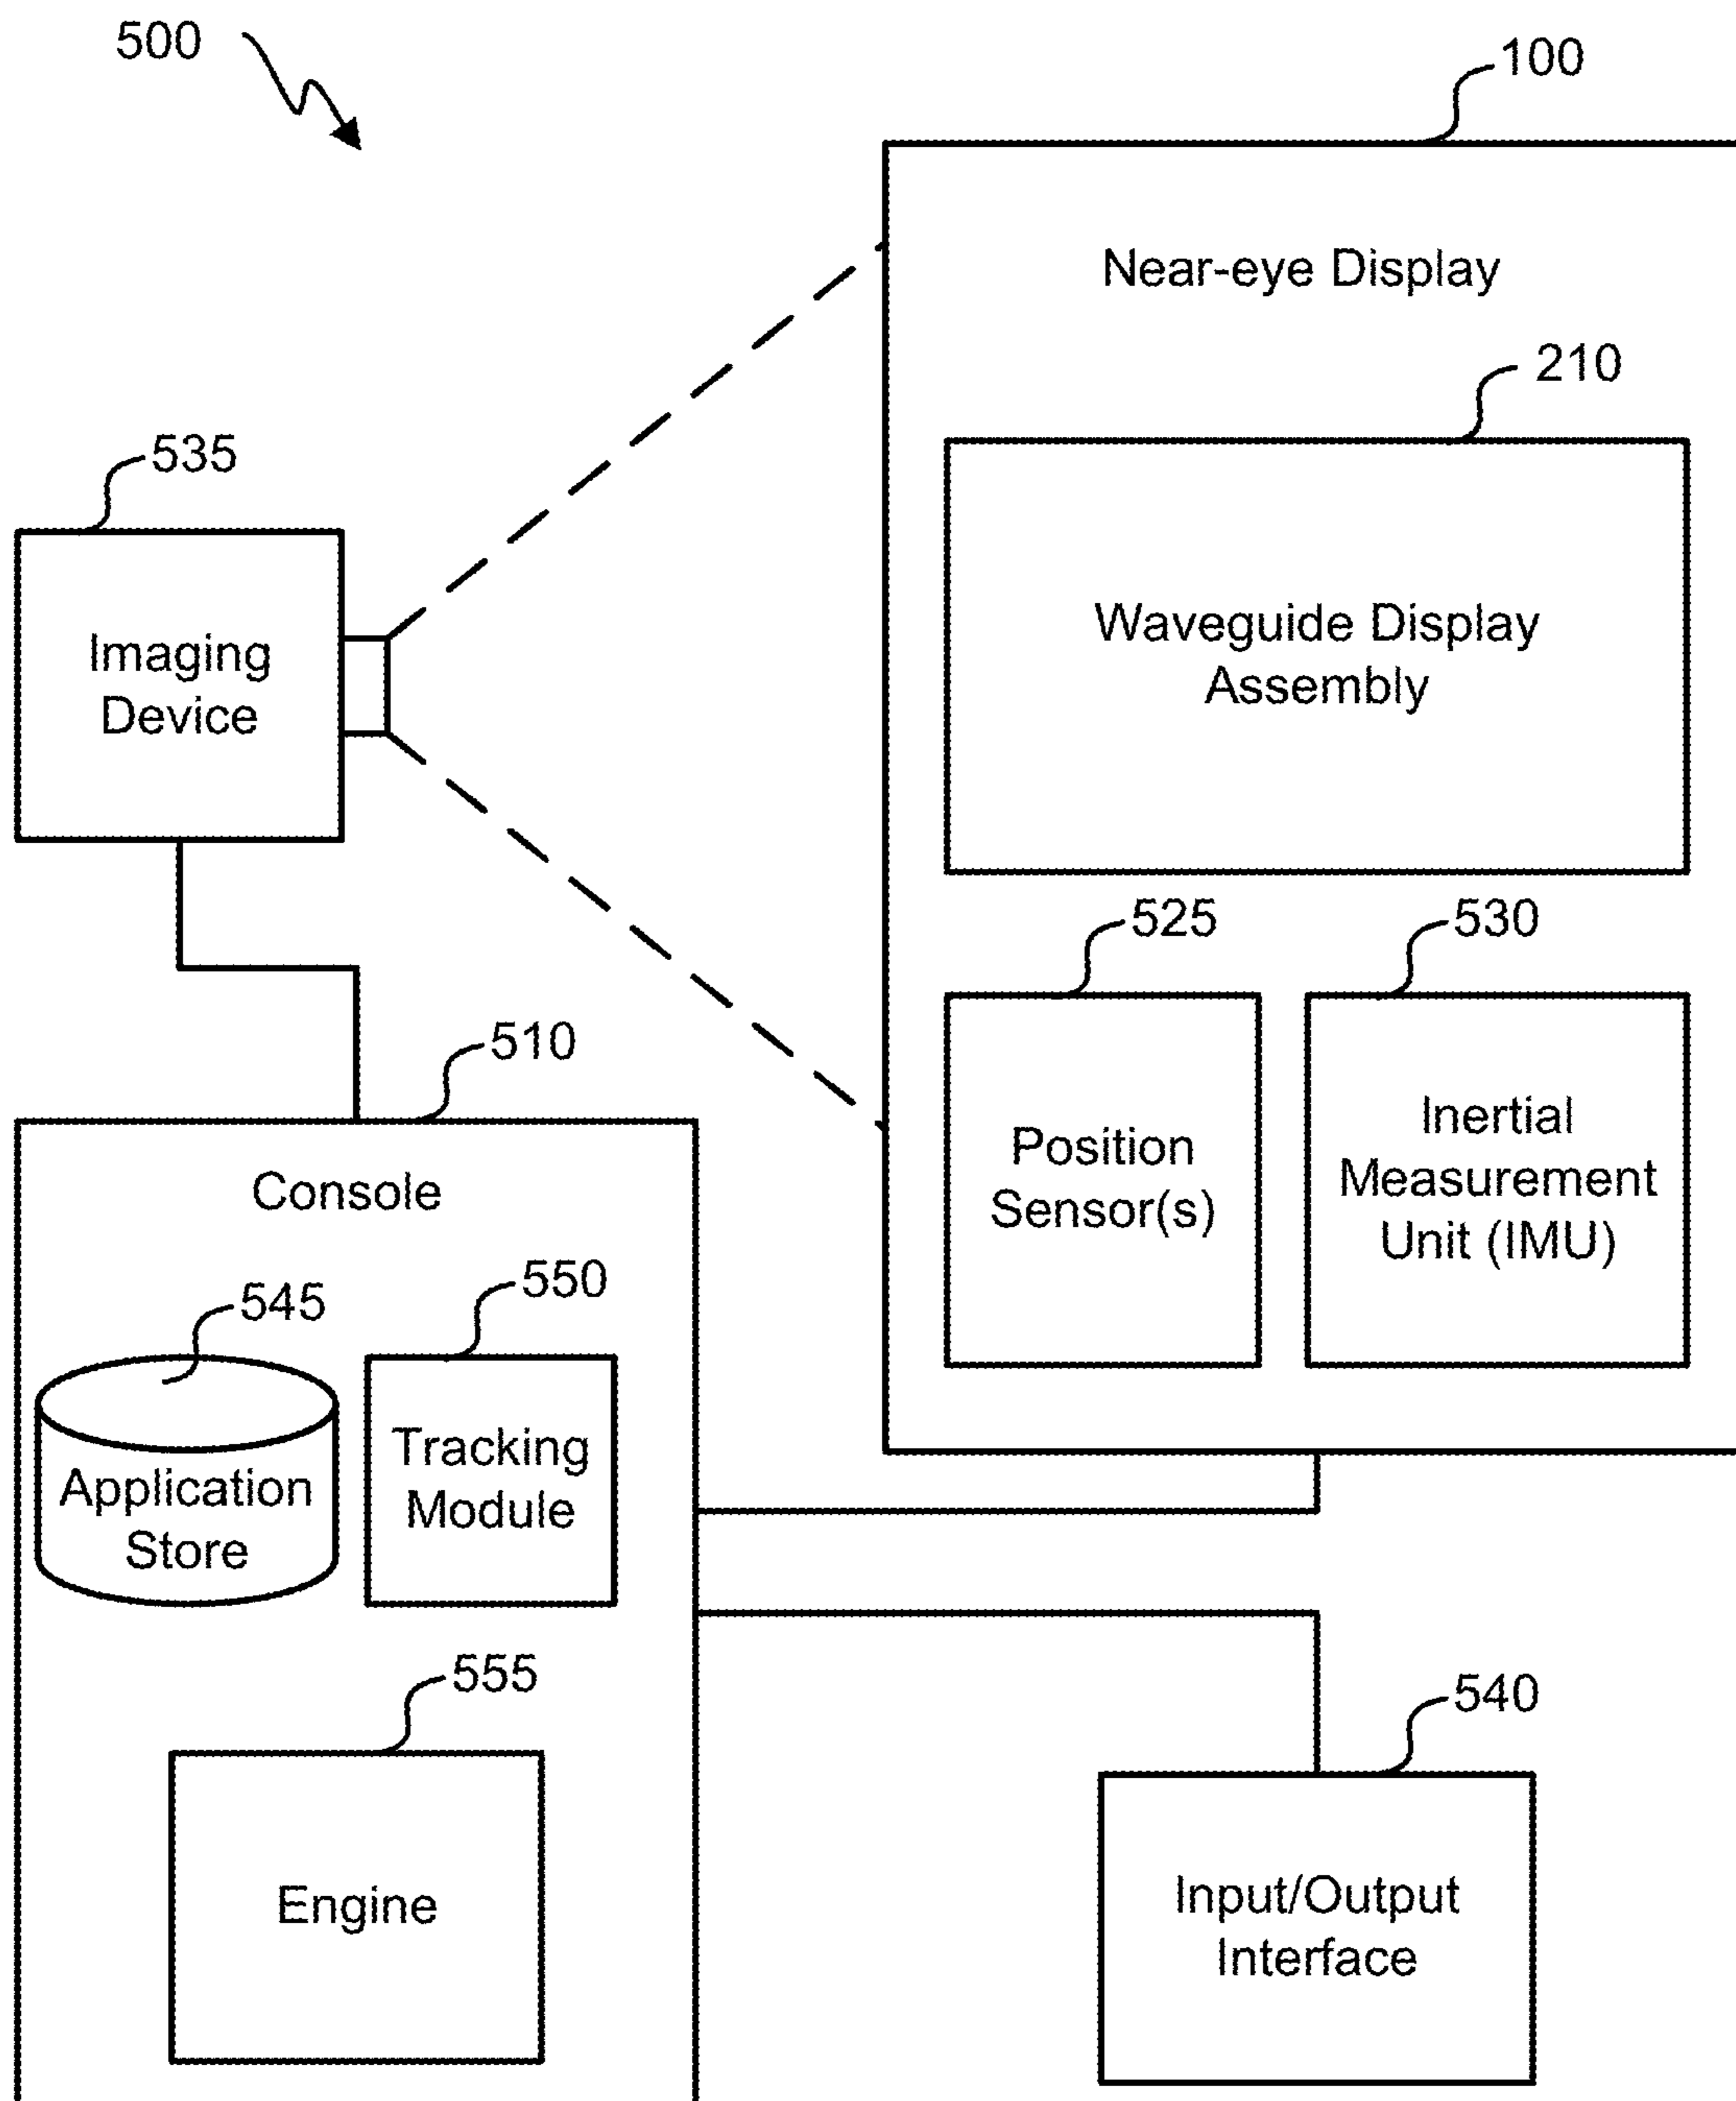 500
100
Near-eye Display
210
535
Waveguide Display
Assembly
Imaging
Device
525
530
510
Position
Sensor(s)
Inertial
Measurement
Unit (IMU)
Console
545
550
Application
Store
Tracking
Module
555
540
Engine
Input/Output
Interface